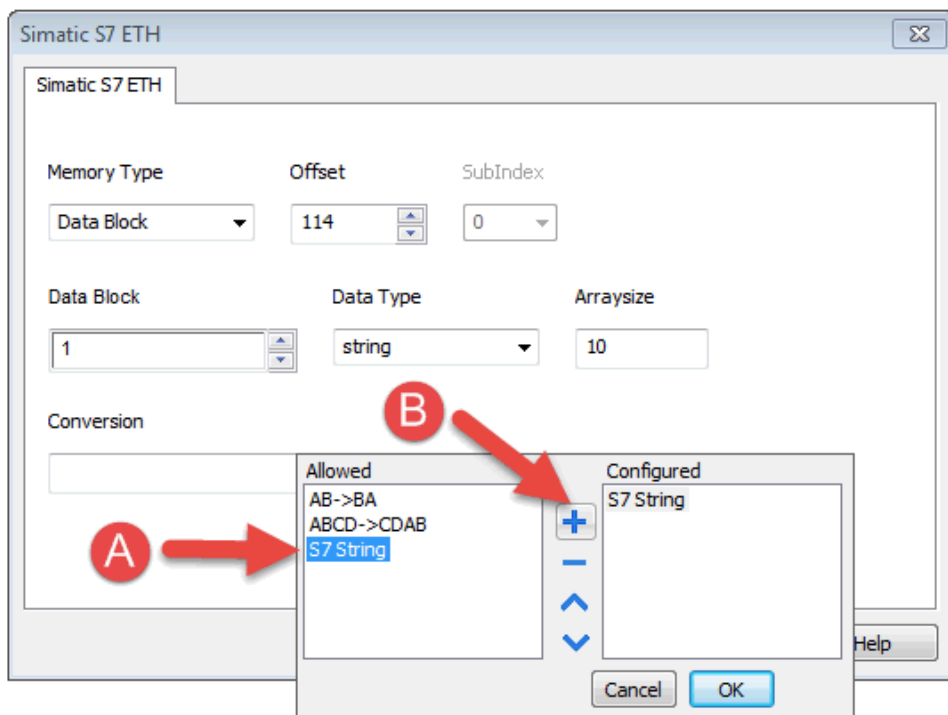 Simatic S7 ETH
Simatic S7 ETH
Memory Type Offset SubIndex
Data Block 114 0
Data Block Data Type Arraysize
1 string 10
B
Conversion
Allowed Configured
AB->BA S7 String
ABCD->CDAB
A S7 String
Help
Cancel OK